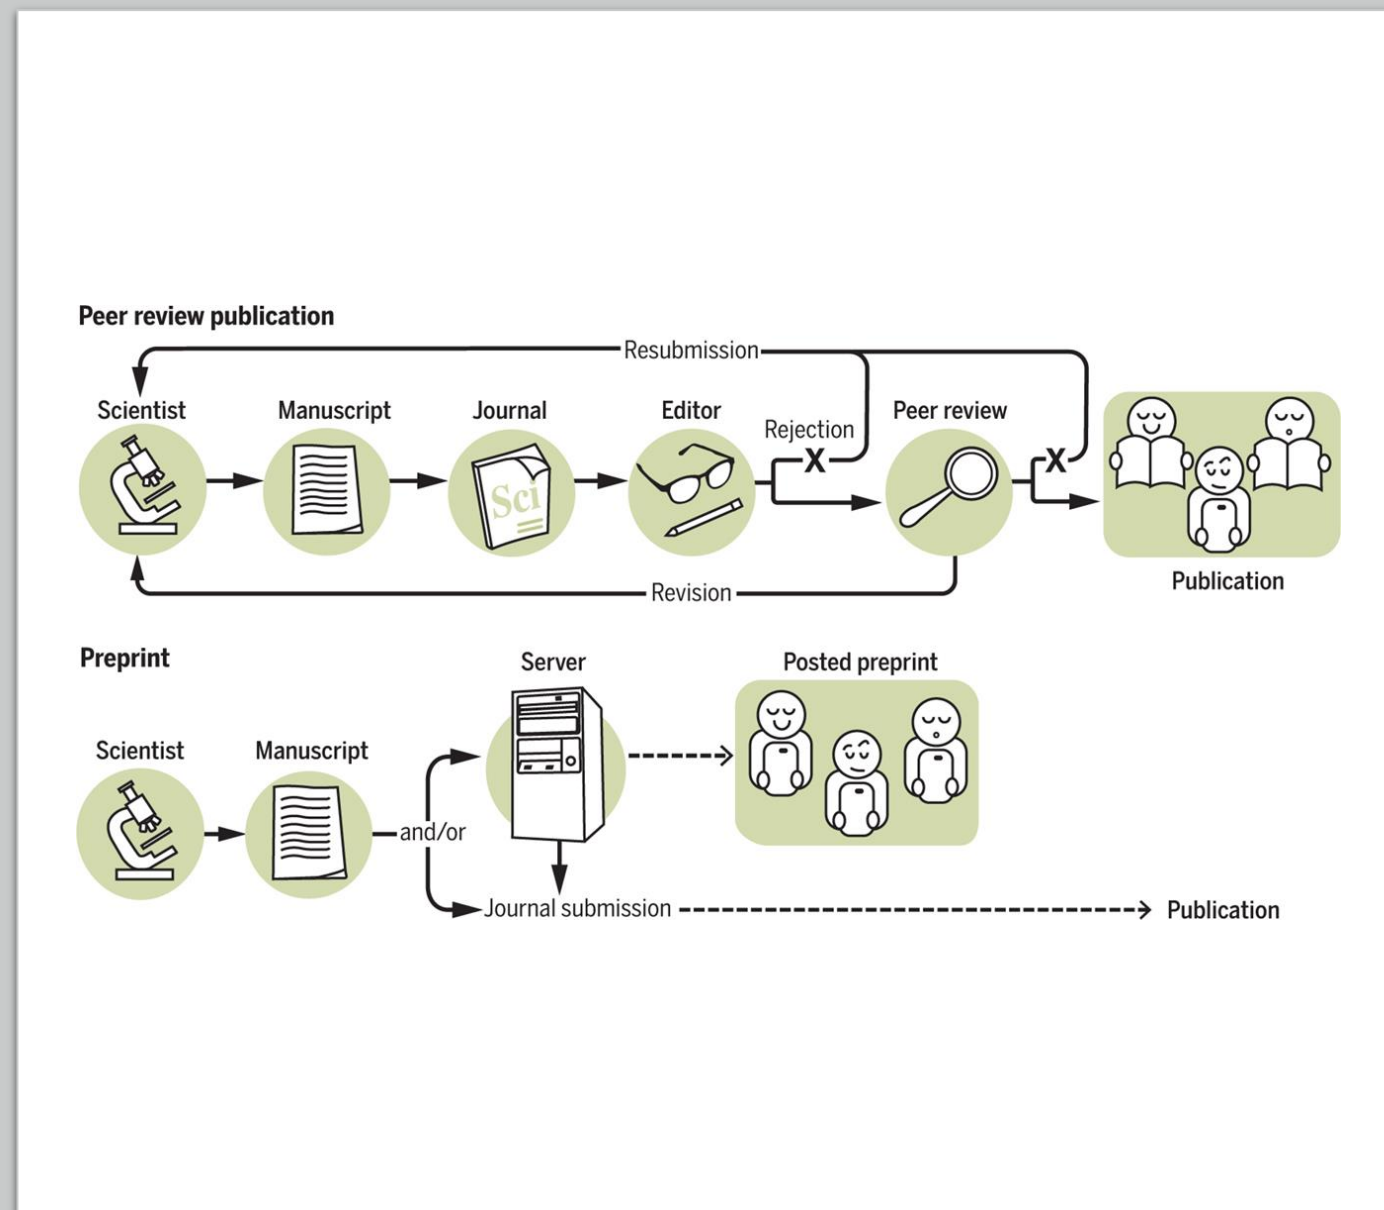 Peer review publication
Resubmission
Scientist
Manuscript
Journal
Editor
Rejection
X
Peer review
X
Sci
Publication
Revision
Preprint
Server
Posted preprint
Scientist
Manuscript
and/or
Journal submission
Publication